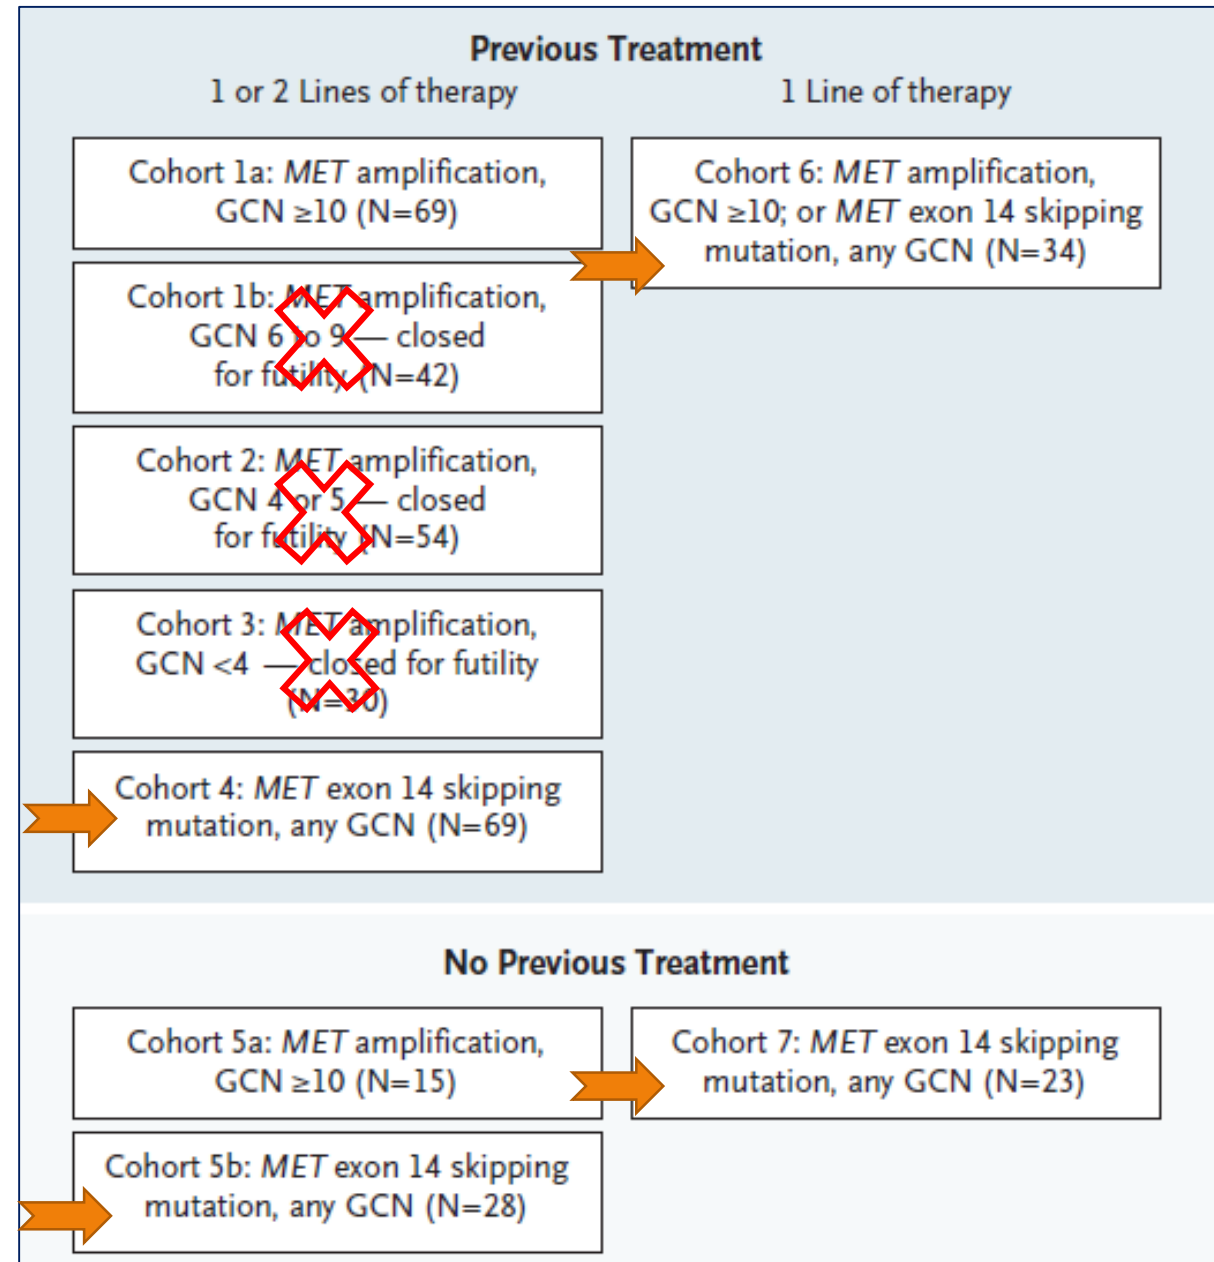 Previous Treatment
1 or 2 Lines of therapy
1 Line of therapy
Cohort 1a: MET amplification,
GCN ≥10 (N=69)
Cohort 6: MET amplification,
GCN ≥10; or MET exon 14 skipping
mutation, any GCN (N=34)
Cohort 1b: MET amplification,
GCN 6 to 9 — closed
for futility (N=42)
Cohort 2: MET amplification,
GCN 4 or 5 — closed
for futility (N=54)
Cohort 3: MET amplification,
GCN <4 — closed for futility
(N=30)
Cohort 4: MET exon 14 skipping
mutation, any GCN (N=69)
No Previous Treatment
Cohort 5a: MET amplification,
GCN ≥10 (N=15)
Cohort 7: MET exon 14 skipping
mutation, any GCN (N=23)
Cohort 5b: MET exon 14 skipping
mutation, any GCN (N=28)